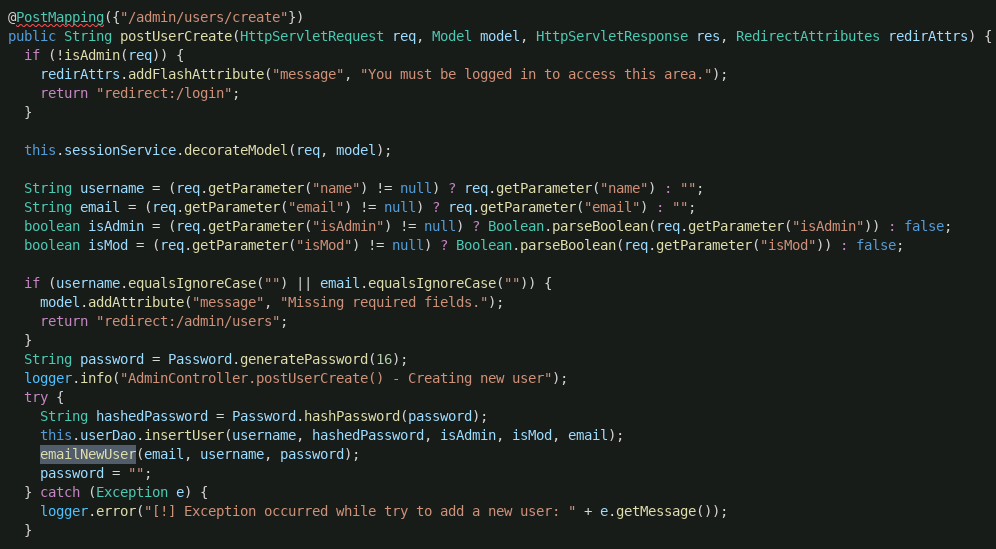 @PostMapping({"/admin/users/create"})
public String postUserCreate(HttpServletRequest req, Model model, HttpServletResponse res, RedirectAttributes redirAttrs) {
  if (!isAdmin(req)) {
    redirAttrs.addFlashAttribute("message", "You must be logged in to access this area.");
    return "redirect:/login";
  }

  this.sessionService.decorateModel(req, model);

  String username = (req.getParameter("name") != null) ? req.getParameter("name") : "";
  String email = (req.getParameter("email") != null) ? req.getParameter("email") : "";
  boolean isAdmin = (req.getParameter("isAdmin") != null) ? Boolean.parseBoolean(req.getParameter("isAdmin")) : false;
  boolean isMod = (req.getParameter("isMod") != null) ? Boolean.parseBoolean(req.getParameter("isMod")) : false;

  if (username.equalsIgnoreCase("") || email.equalsIgnoreCase("")) {
    model.addAttribute("message", "Missing required fields.");
    return "redirect:/admin/users";
  }
  String password = Password.generatePassword(16);
  logger.info("AdminController.postUserCreate() - Creating new user");
  try {
    String hashedPassword = Password.hashPassword(password);
    this.userDao.insertUser(username, hashedPassword, isAdmin, isMod, email);
    emailNewUser(email, username, password);
    password = "";
  } catch (Exception e) {
    logger.error("[!] Exception occurred while try to add a new user: " + e.getMessage());
  }